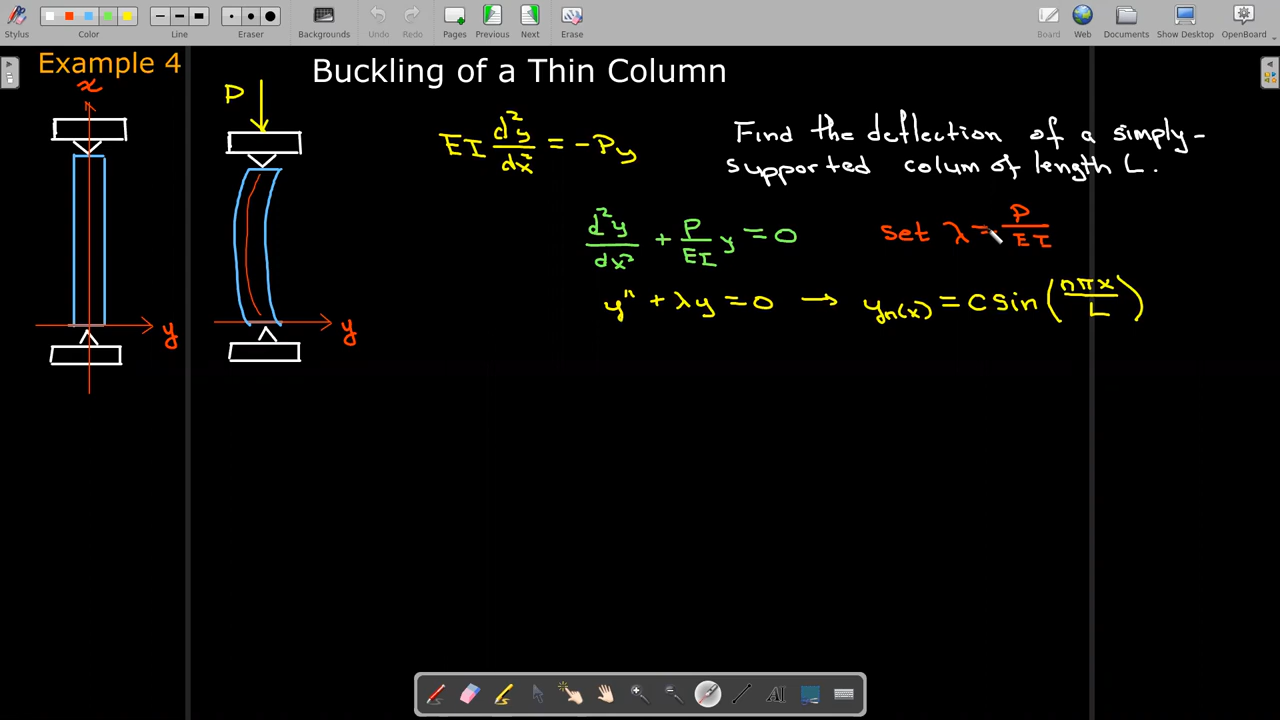 Stylus
Color
Line
Eraser
Backgrounds
Undo
Redo
Pages
Previous
Next
Erase
Board
Web
Documents
Show Desktop
OpenBoard
Example 4
Buckling of a Thin Column
x
y
P
y
EI d²y/dx² = -Py
Find the deflection of a simply-
supported colum of length L.
d²y/dx² + P/EI y = 0
set λ = P/EI
y" + λy = 0 → yn(x) = C sin(nπx/L)
AI